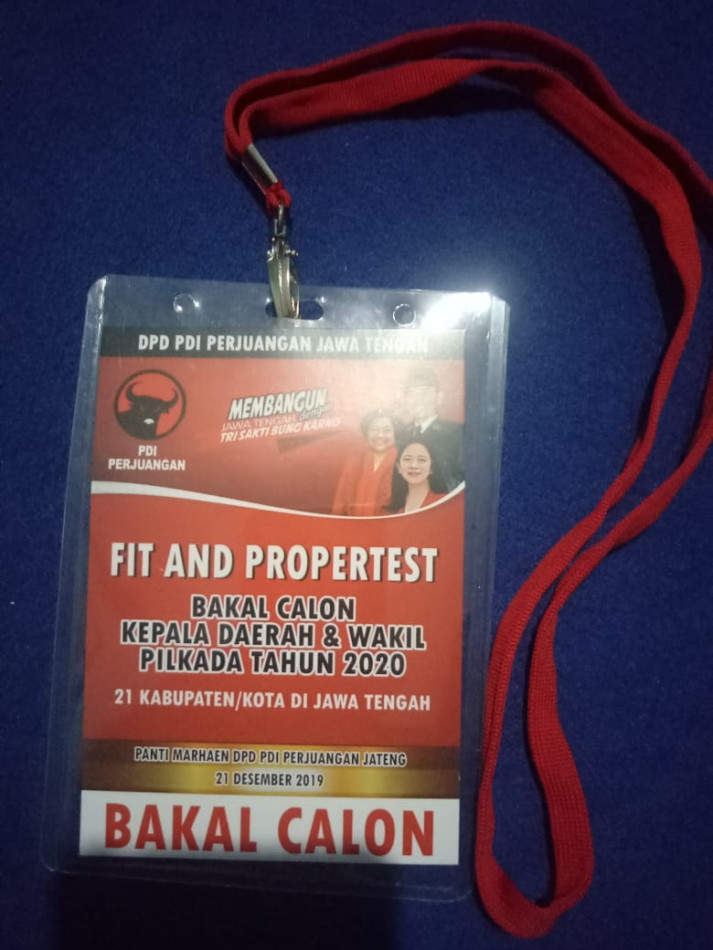 DPD PDI PERJUANGAN JAWA TENGAH
MEMBANGUN
JAWA TENGAH dengan
TRI SAKTI BUNG KARNO
PDI
PERJUANGAN
FIT AND PROPERTEST
BAKAL CALON
KEPALA DAERAH & WAKIL
PILKADA TAHUN 2020
21 KABUPATEN/KOTA DI JAWA TENGAH
PANTI MARHAEN DPD PDI PERJUANGAN JATENG
21 DESEMBER 2019
BAKAL CALON